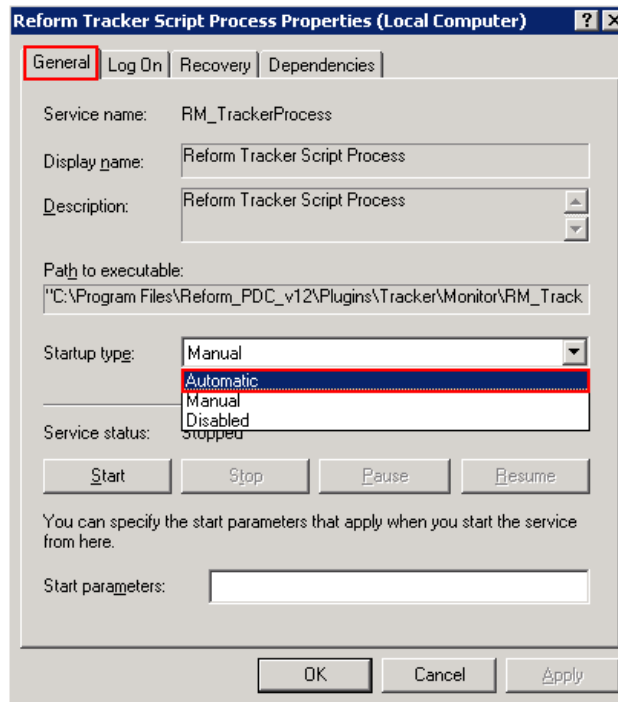 Reform Tracker Script Process Properties (Local Computer)
General Log On Recovery Dependencies
Service name: RM_TrackerProcess
Display name: Reform Tracker Script Process
Description: Reform Tracker Script Process
Path to executable:
"C:\Program Files\Reform_PDC_v12\Plugins\Tracker\Monitor\RM_Track
Startup type: Manual
Automatic
Manual
Disabled
Service status: Stopped
Start Stop Pause Resume
You can specify the start parameters that apply when you start the service
from here.
Start parameters:
OK Cancel Apply